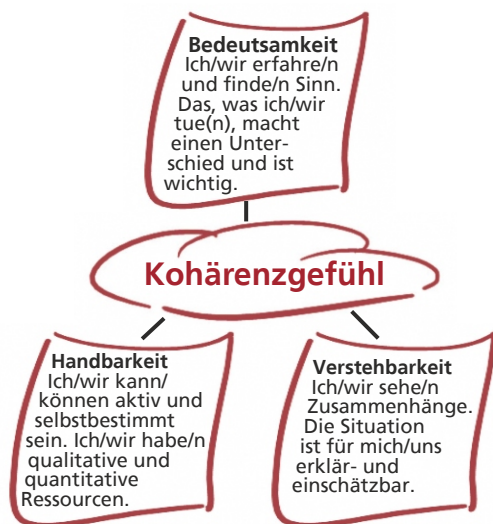 Bedeutsamkeit
Ich/wir erfahre/n
und finde/n Sinn.
Das, was ich/wir
tue(n), macht
einen Unter-
schied und ist
wichtig.
Kohärenzgefühl
Handbarkeit
Ich/wir kann/
können aktiv und
selbstbestimmt
sein. Ich/wir habe/n
qualitative und
quantitative
Ressourcen.
Verstehbarkeit
Ich/wir sehe/n
Zusammenhänge.
Die Situation
ist für mich/uns
erklär- und
einschätzbar.